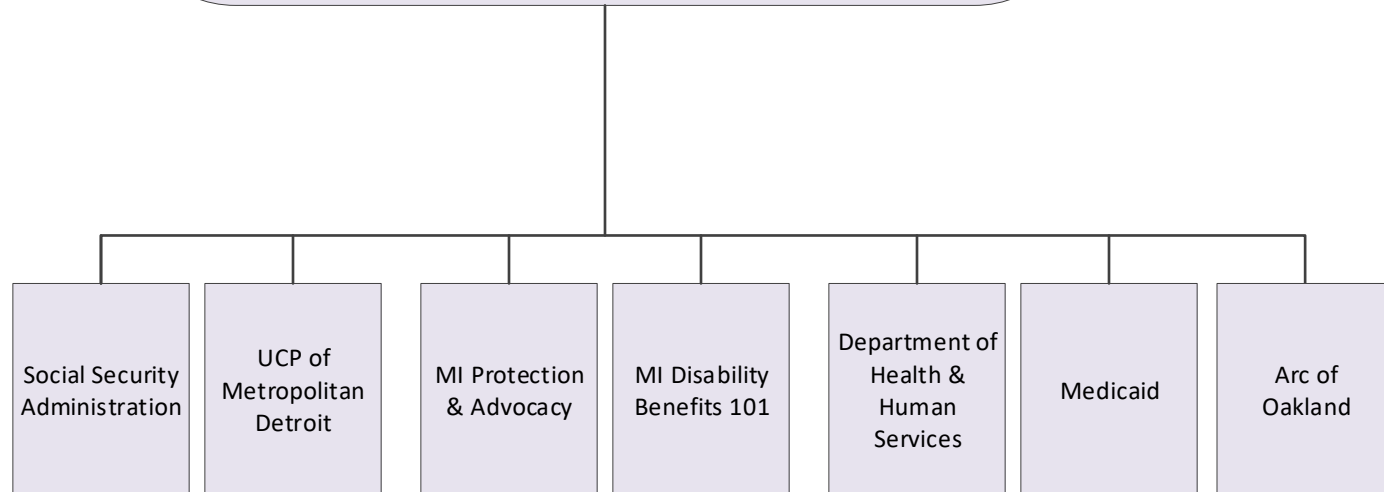 Social Security
Administration
UCP of
Metropolitan
Detroit
MI Protection
& Advocacy
MI Disability
Benefits 101
Department of
Health &
Human
Services
Medicaid
Arc of
Oakland